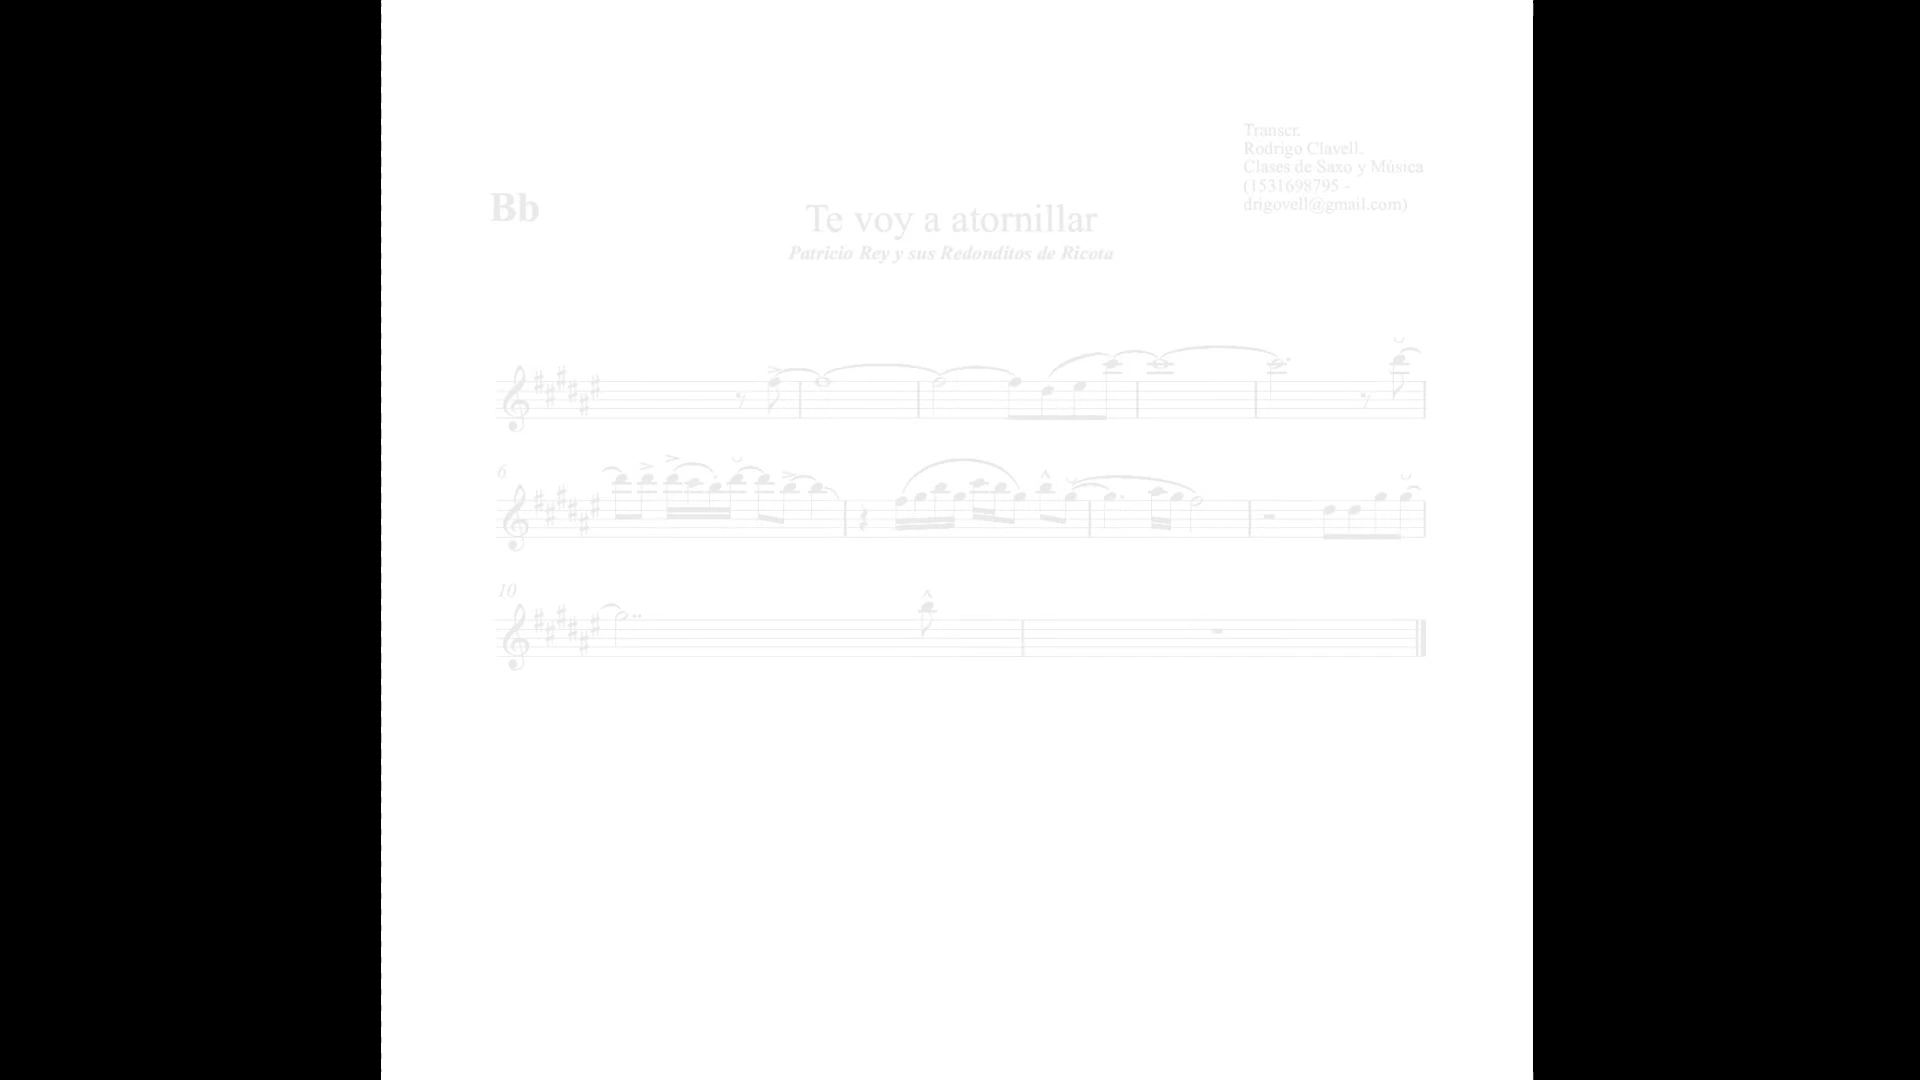 Transcr.
Rodrigo Clavell.
Clases de Saxo y Música
(1531698795 -
drigovell@gmail.com)
Bb
Te voy a atornillar
Patricio Rey y sus Redonditos de Ricota
6
10